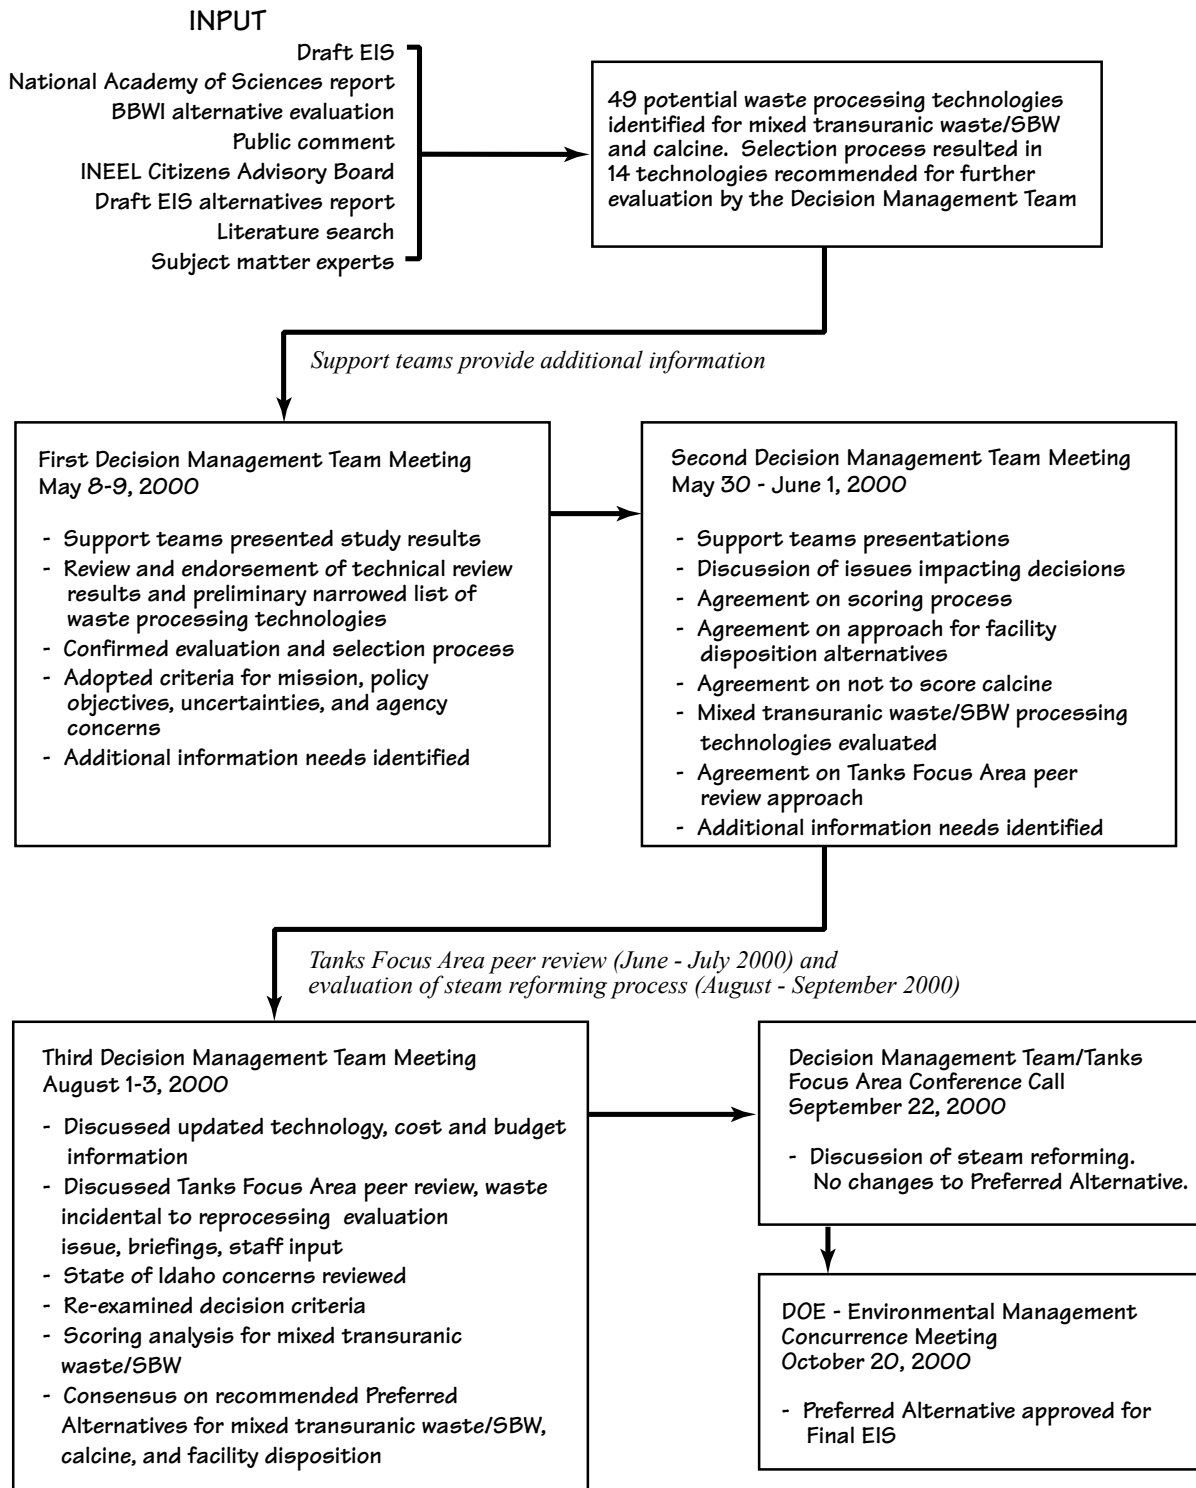 INPUT
Draft EIS
National Academy of Sciences report
BBWI alternative evaluation
Public comment
INEEL Citizens Advisory Board
Draft EIS alternatives report
Literature search
Subject matter experts
49 potential waste processing technologies
identified for mixed transuranic waste/SBW
and calcine. Selection process resulted in
14 technologies recommended for further
evaluation by the Decision Management Team
Support teams provide additional information
First Decision Management Team Meeting
May 8-9, 2000
- Support teams presented study results
- Review and endorsement of technical review
results and preliminary narrowed list of
waste processing technologies
- Confirmed evaluation and selection process
- Adopted criteria for mission, policy
objectives, uncertainties, and agency
concerns
- Additional information needs identified
Second Decision Management Team Meeting
May 30 - June 1, 2000
- Support teams presentations
- Discussion of issues impacting decisions
- Agreement on scoring process
- Agreement on approach for facility
disposition alternatives
- Agreement on not to score calcine
- Mixed transuranic waste/SBW processing
technologies evaluated
- Agreement on Tanks Focus Area peer
review approach
- Additional information needs identified
Tanks Focus Area peer review (June - July 2000) and
evaluation of steam reforming process (August - September 2000)
Third Decision Management Team Meeting
August 1-3, 2000
- Discussed updated technology, cost and budget
information
- Discussed Tanks Focus Area peer review, waste
incidental to reprocessing evaluation
issue, briefings, staff input
- State of Idaho concerns reviewed
- Re-examined decision criteria
- Scoring analysis for mixed transuranic
waste/SBW
- Consensus on recommended Preferred
Alternatives for mixed transuranic waste/SBW,
calcine, and facility disposition
Decision Management Team/Tanks
Focus Area Conference Call
September 22, 2000
- Discussion of steam reforming.
No changes to Preferred Alternative.
DOE - Environmental Management
Concurrence Meeting
October 20, 2000
- Preferred Alternative approved for
Final EIS